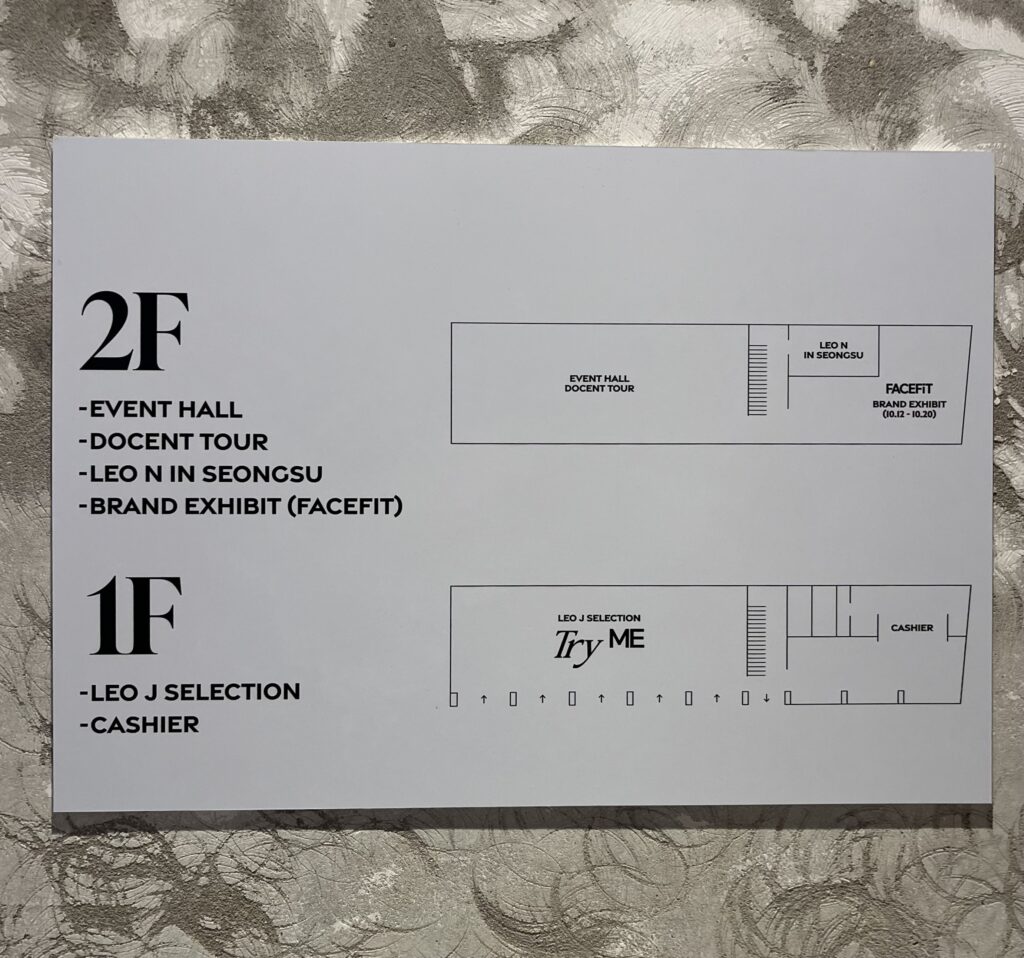 2F
-EVENT HALL
-DOCENT TOUR
-LEO N IN SEONGSU
-BRAND EXHIBIT (FACEFIT)
EVENT HALL
DOCENT TOUR
LEO N
IN SEONGSU
FACEFiT
BRAND EXHIBIT
(10.12 - 10.20)
1F
-LEO J SELECTION
-CASHIER
LEO J SELECTION
Try ME
CASHIER